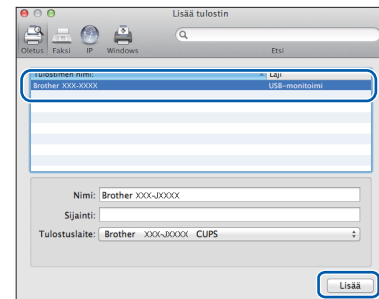 Lisää tulostin
Oletus Faksi IP Windows Etsi
Tulostimen nimi: Laji
Brother XXX-XXXX USB-monitoimi
Nimi: Brother XXX-JXXXX
Sijainti:
Tulostuslaite: Brother XXX-JXXXX CUPS
Lisää